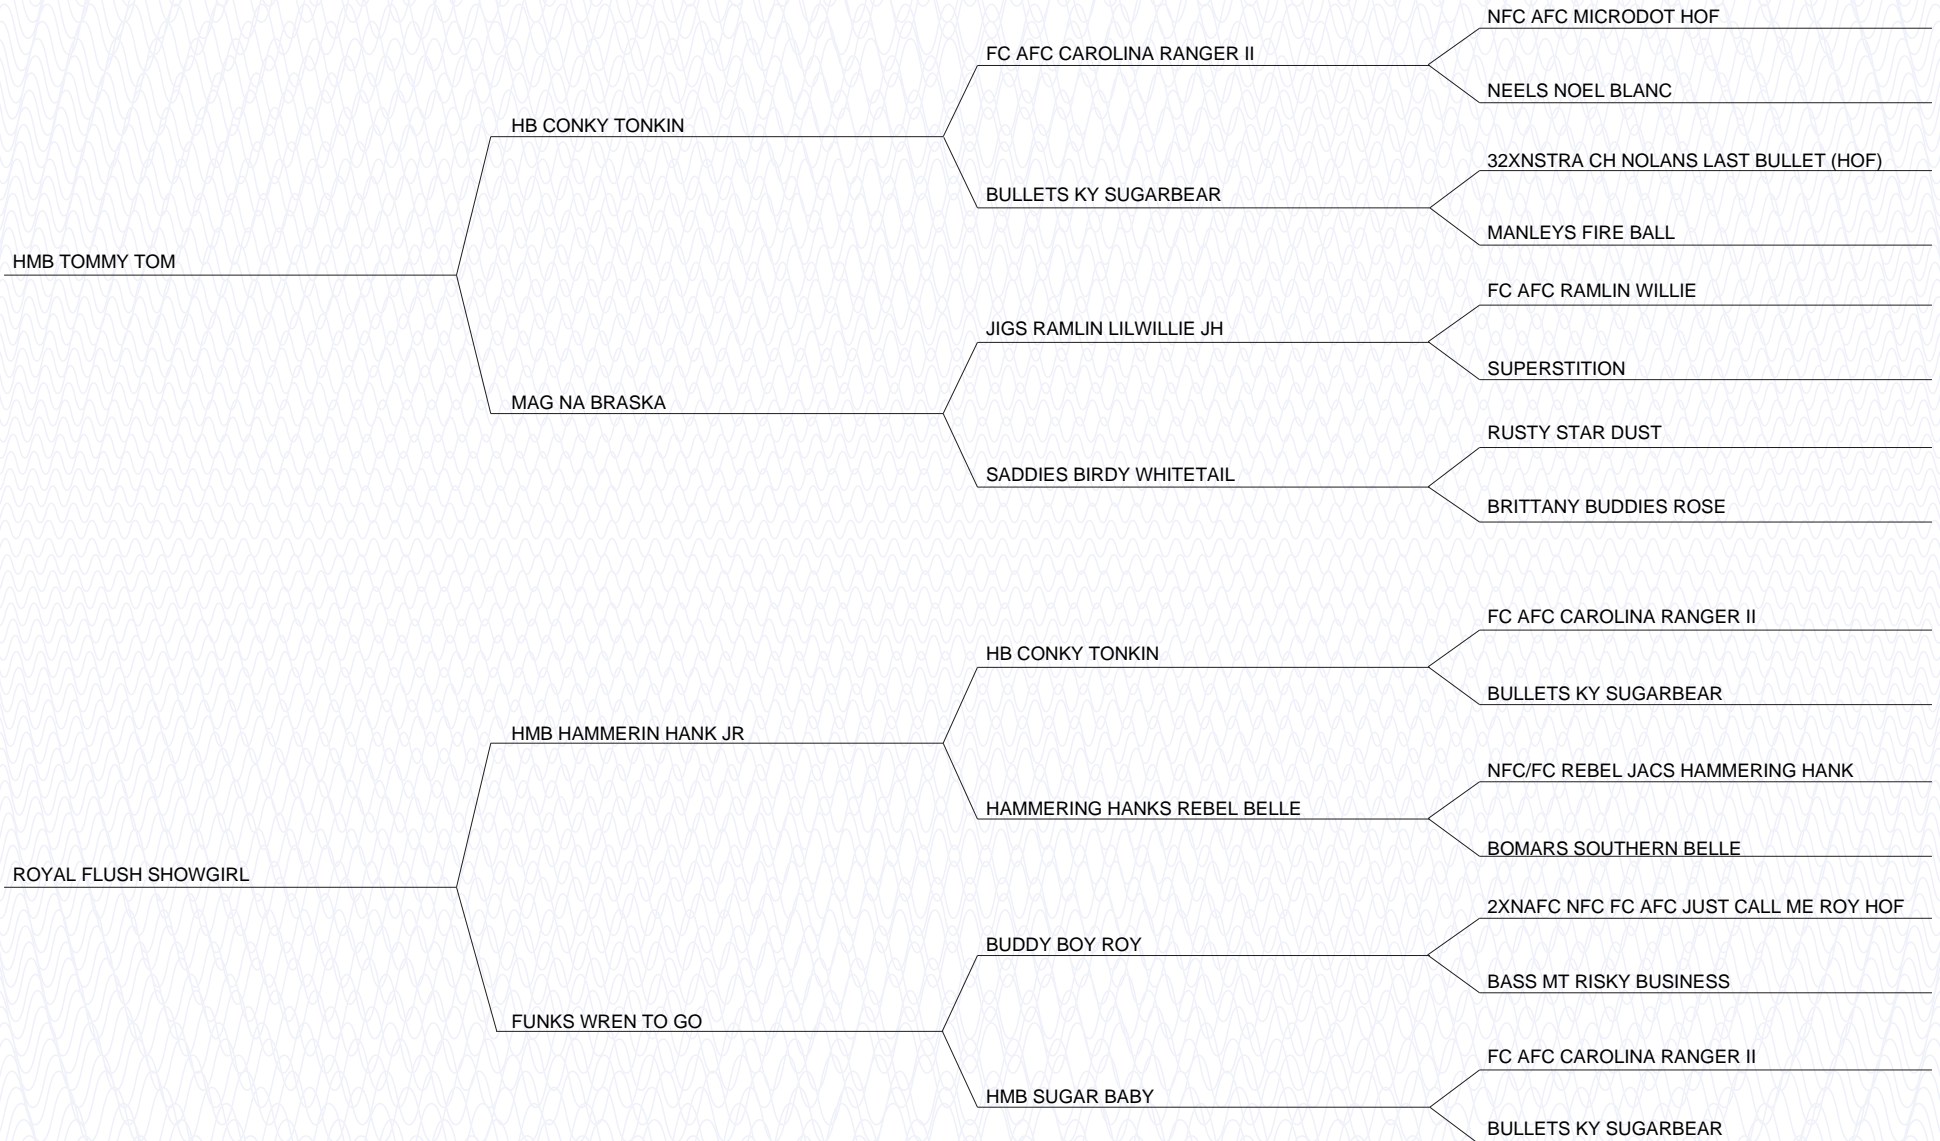 NFC AFC MICRODOT HOF
FC AFC CAROLINA RANGER II
NEELS NOEL BLANC
HB CONKY TONKIN
32XNSTRA CH NOLANS LAST BULLET (HOF)
BULLETS KY SUGARBEAR
MANLEYS FIRE BALL
HMB TOMMY TOM
FC AFC RAMLIN WILLIE
JIGS RAMLIN LILWILLIE JH
SUPERSTITION
MAG NA BRASKA
RUSTY STAR DUST
SADDIES BIRDY WHITETAIL
BRITTANY BUDDIES ROSE
FC AFC CAROLINA RANGER II
HB CONKY TONKIN
BULLETS KY SUGARBEAR
HMB HAMMERIN HANK JR
NFC/FC REBEL JACS HAMMERING HANK
HAMMERING HANKS REBEL BELLE
BOMARS SOUTHERN BELLE
ROYAL FLUSH SHOWGIRL
2XNAFC NFC FC AFC JUST CALL ME ROY HOF
BUDDY BOY ROY
BASS MT RISKY BUSINESS
FUNKS WREN TO GO
FC AFC CAROLINA RANGER II
HMB SUGAR BABY
BULLETS KY SUGARBEAR